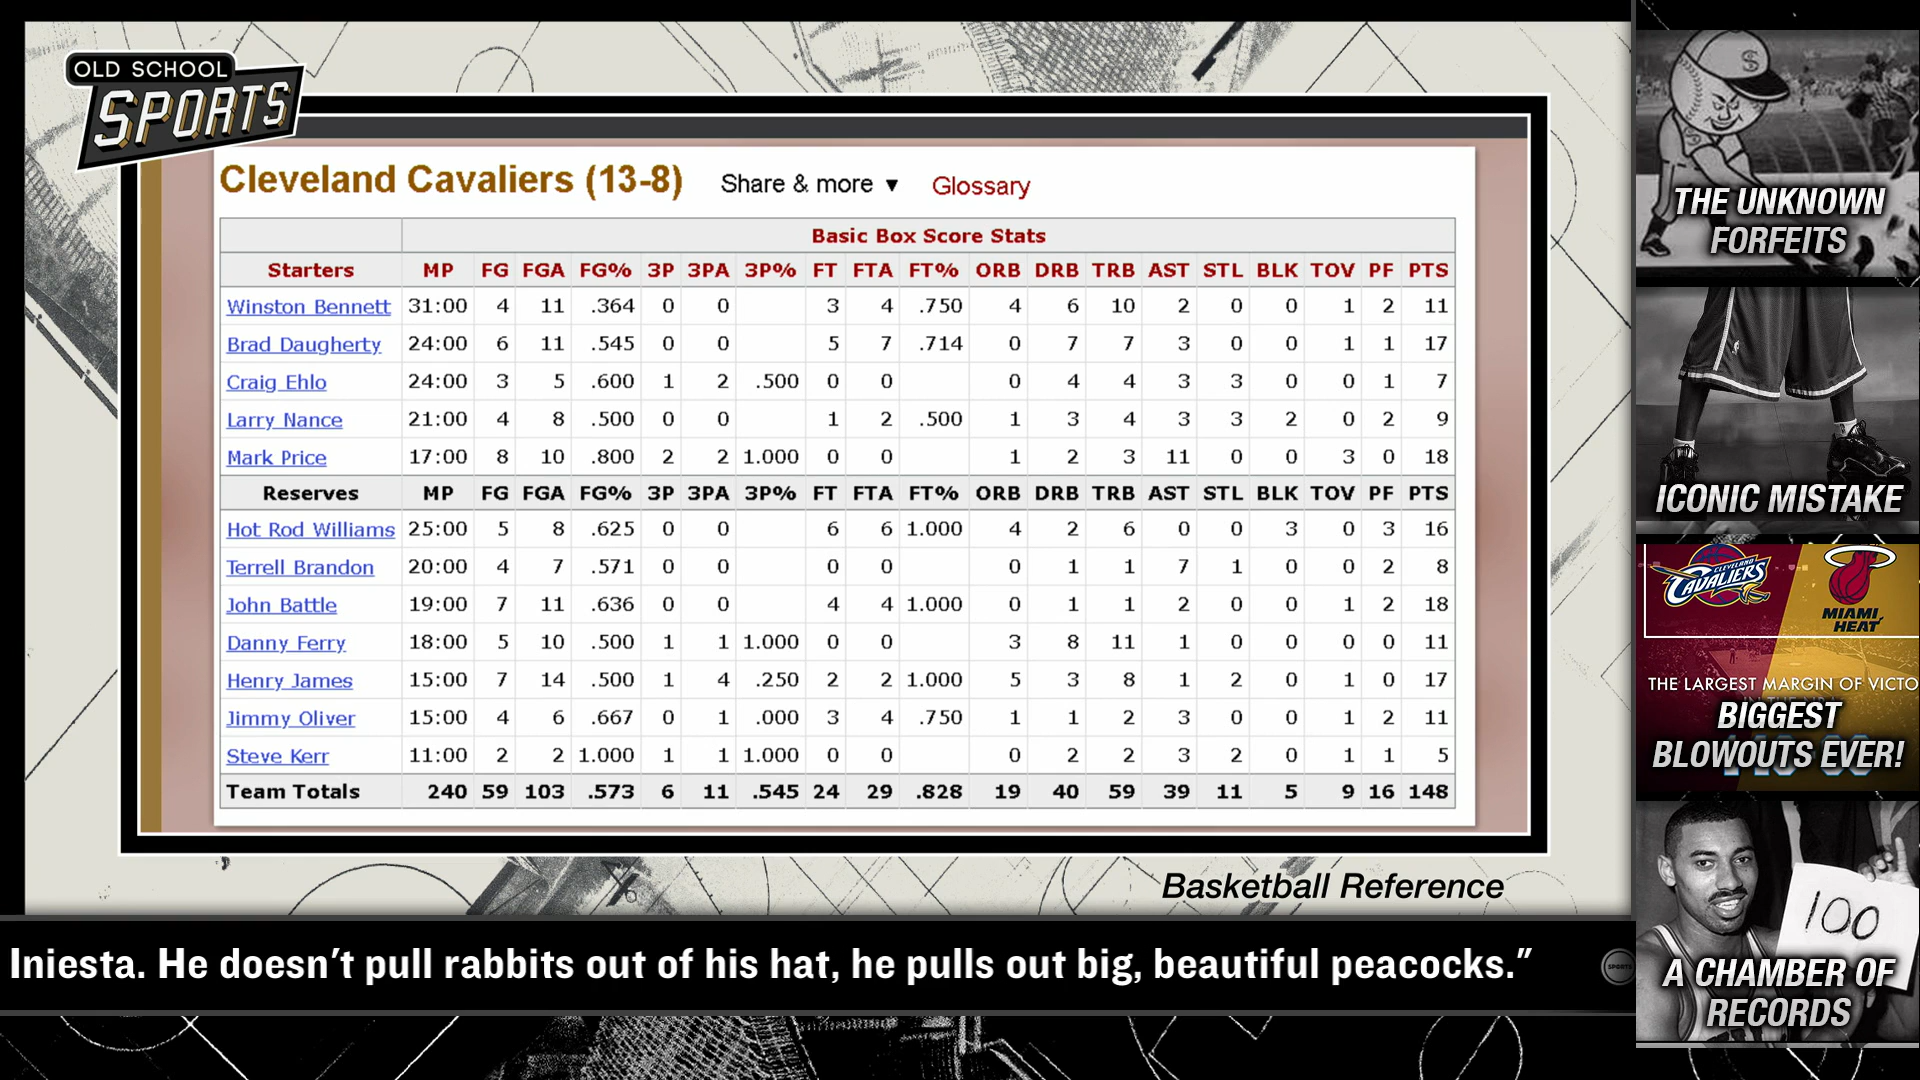 OLD SCHOOL
SPORTS
Cleveland Cavaliers (13-8) Share & more ▼ Glossary
Basic Box Score Stats
Starters MP FG FGA FG% 3P 3PA 3P% FT FTA FT% ORB DRB TRB AST STL BLK TOV PF PTS
Winston Bennett 31:00 4 11 .364 0 0 3 4 .750 4 6 10 2 0 0 1 2 11
Brad Daugherty 24:00 6 11 .545 0 0 5 7 .714 0 7 7 3 0 0 1 1 17
Craig Ehlo 24:00 3 5 .600 1 2 .500 0 0 0 4 4 3 3 0 0 1 7
Larry Nance 21:00 4 8 .500 0 0 1 2 .500 1 3 4 3 3 2 0 2 9
Mark Price 17:00 8 10 .800 2 2 1.000 0 0 1 2 3 11 0 0 3 0 18
Reserves MP FG FGA FG% 3P 3PA 3P% FT FTA FT% ORB DRB TRB AST STL BLK TOV PF PTS
Hot Rod Williams 25:00 5 8 .625 0 0 6 6 1.000 4 2 6 0 0 3 0 3 16
Terrell Brandon 20:00 4 7 .571 0 0 0 0 0 1 1 7 1 0 0 2 8
John Battle 19:00 7 11 .636 0 0 4 4 1.000 0 1 1 2 0 0 1 2 18
Danny Ferry 18:00 5 10 .500 1 1 1.000 0 0 3 8 11 1 0 0 0 0 11
Henry James 15:00 7 14 .500 1 4 .250 2 2 1.000 5 3 8 1 2 0 1 0 17
Jimmy Oliver 15:00 4 6 .667 0 1 .000 3 4 .750 1 1 2 3 0 0 1 2 11
Steve Kerr 11:00 2 2 1.000 1 1 1.000 0 0 0 2 2 3 2 0 1 1 5
Team Totals 240 59 103 .573 6 11 .545 24 29 .828 19 40 59 39 11 5 9 16 148
Basketball Reference
Iniesta. He doesn't pull rabbits out of his hat, he pulls out big, beautiful peacocks.”
SPORTS
THE UNKNOWN
FORFEITS
ICONIC MISTAKE
CLEVELAND
CAVALIERS
MIAMI
HEAT
THE LARGEST MARGIN OF VICTO
BIGGEST
BLOWOUTS EVER!
100
A CHAMBER OF
RECORDS